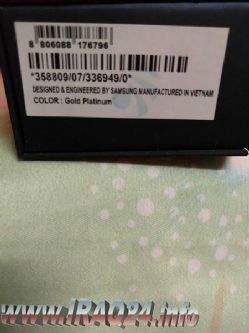 8 806088 176796
"358809/07/336949/0"
DESIGNED & ENGINEERED BY SAMSUNG MANUFACTURED IN VIETNAM
COLOR : Gold Platinum
www.IRAQ24.info